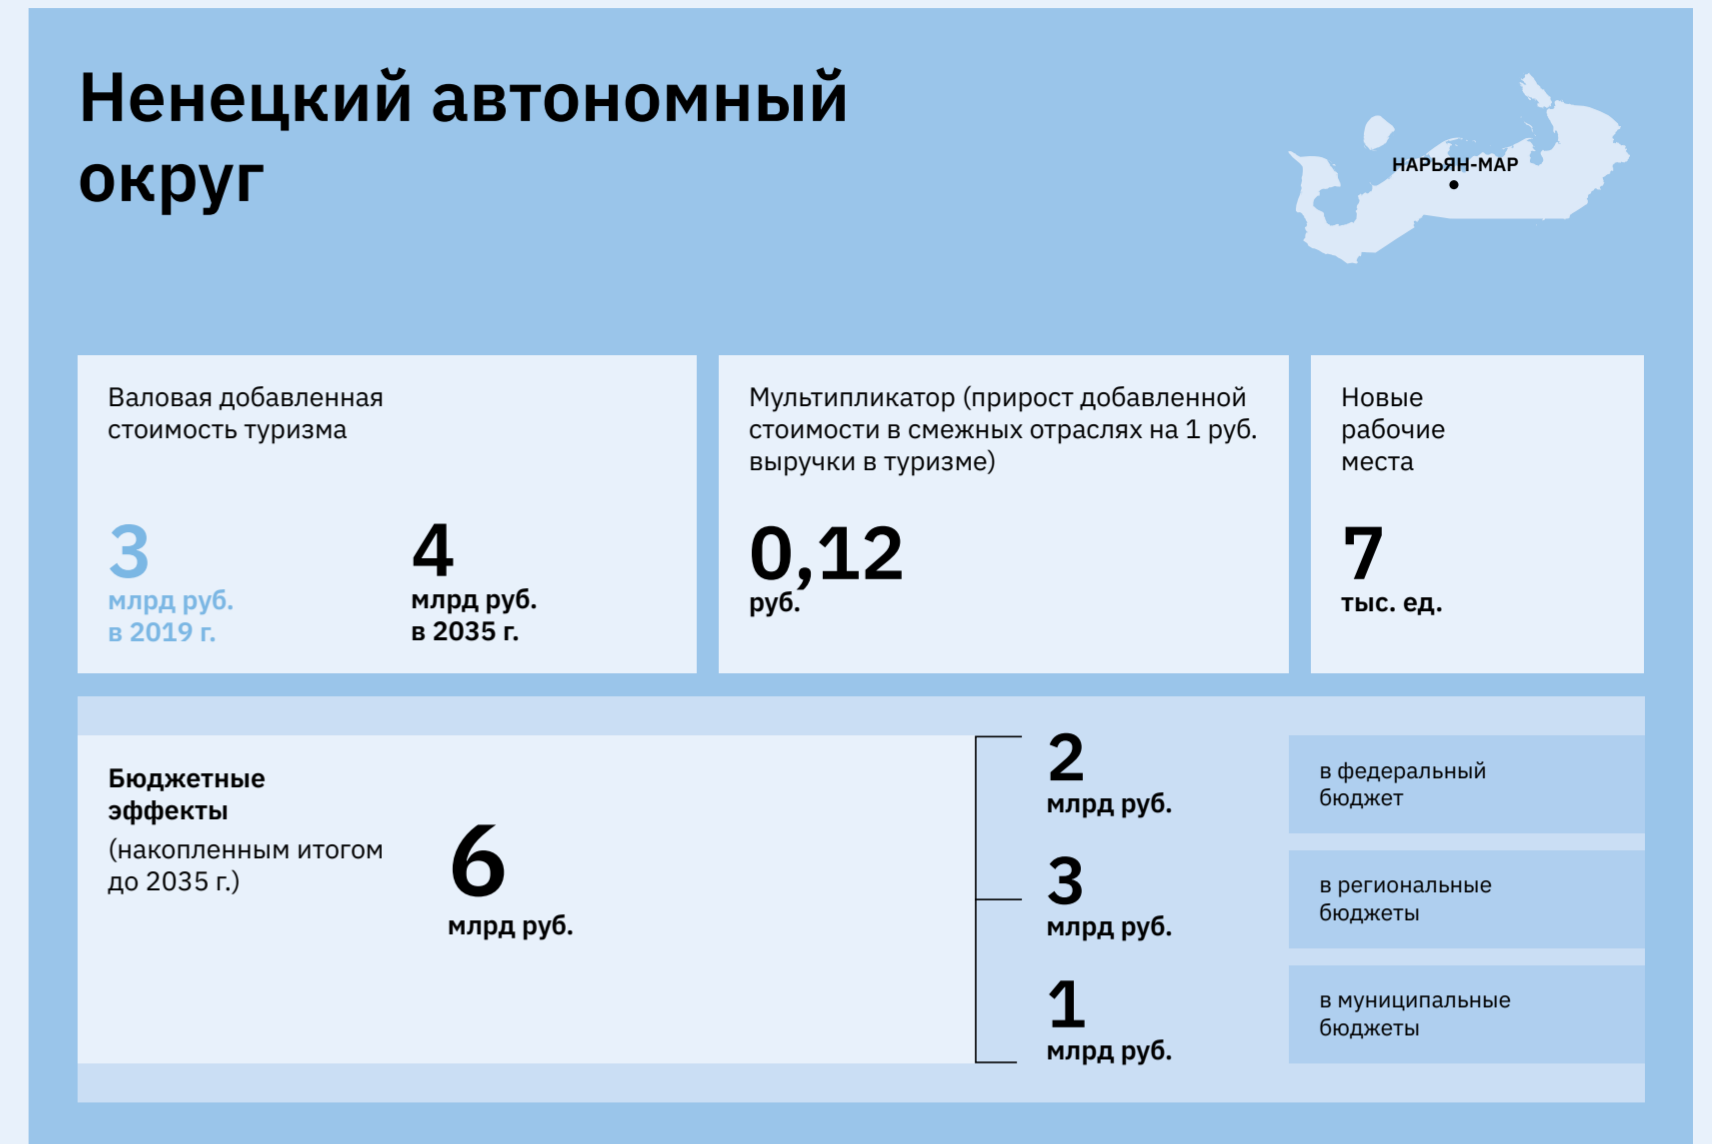 Ненецкий автономный
округ
НАРЬЯН-МАР
Валовая добавленная
стоимость туризма
3
млрд руб.
в 2019 г.
4
млрд руб.
в 2035 г.
Мультипликатор (прирост добавленной
стоимости в смежных отраслях на 1 руб.
выручки в туризме)
0,12
руб.
Новые
рабочие
места
7
тыс. ед.
Бюджетные
эффекты
(накопленным итогом
до 2035 г.)
6
млрд руб.
2
млрд руб.
в федеральный
бюджет
3
млрд руб.
в региональные
бюджеты
1
млрд руб.
в муниципальные
бюджеты